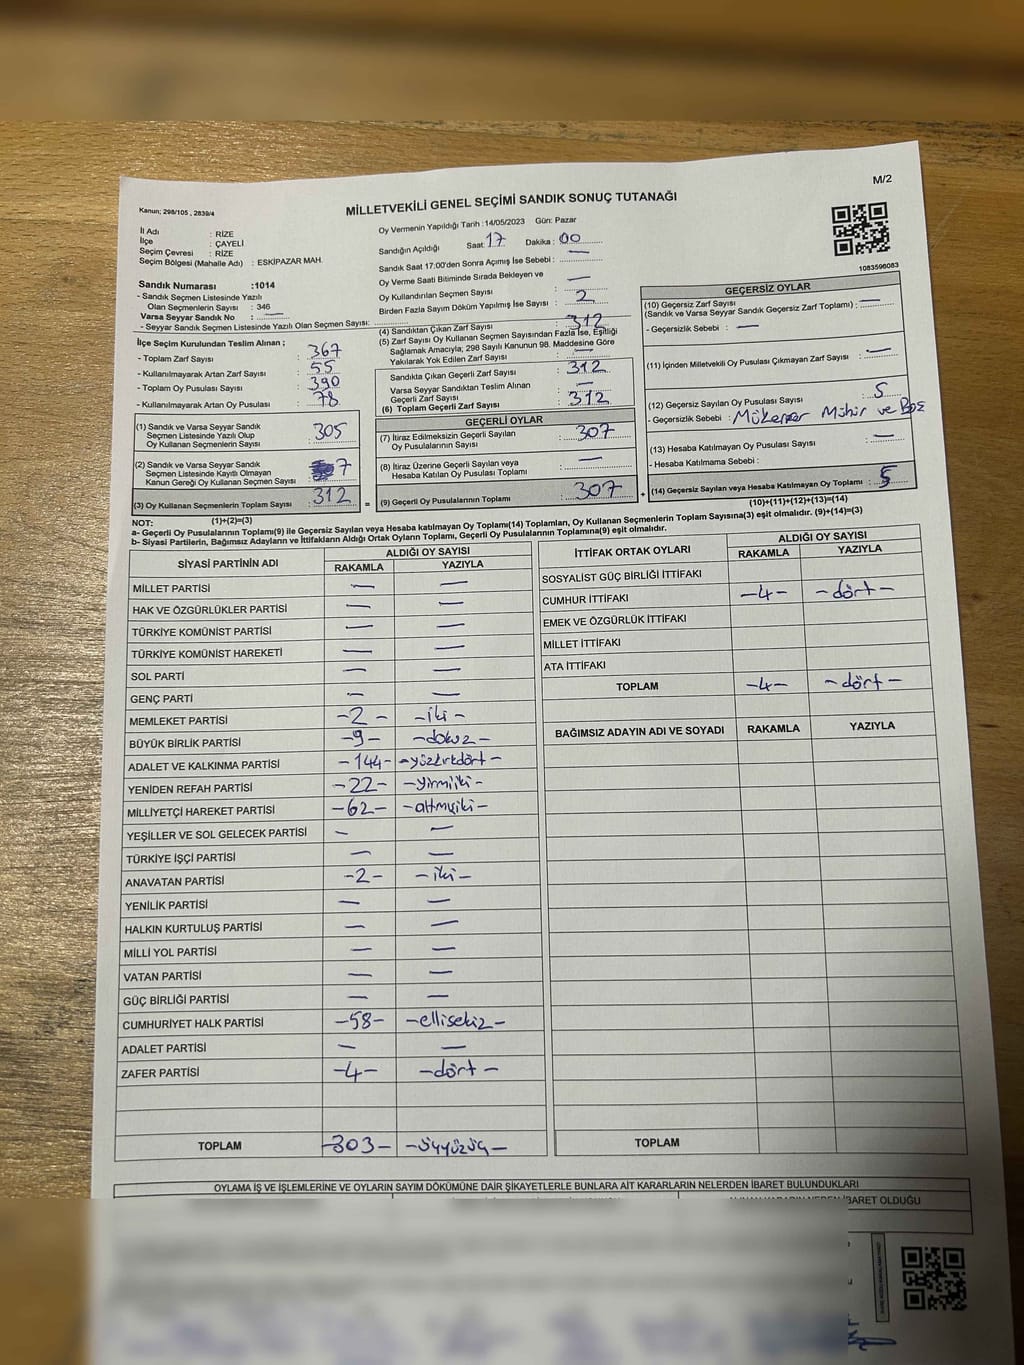 M/2
Kanun; 298/105 , 2839/4
MİLLETVEKİLİ GENEL SEÇİMİ SANDIK SONUÇ TUTANAĞI
1083596083
İl Adı : RİZE
İlçe : ÇAYELİ
Seçim Çevresi : RİZE
Seçim Bölgesi (Mahalle Adı) : ESKİPAZAR MAH.
Sandık Numarası :1014
- Sandık Seçmen Listesinde Yazılı
Olan Seçmenlerin Sayısı : 346
Varsa Seyyar Sandık No : —
- Seyyar Sandık Seçmen Listesinde Yazılı Olan Seçmen Sayısı:
İlçe Seçim Kurulundan Teslim Alınan ;
- Toplam Zarf Sayısı : 367
- Kullanılmayarak Artan Zarf Sayısı : 55
- Toplam Oy Pusulası Sayısı : 390
- Kullanılmayarak Artan Oy Pusulası : 78
(1) Sandık ve Varsa Seyyar Sandık
Seçmen Listesinde Yazılı Olup
Oy Kullanan Seçmenlerin Sayısı : 305
(2) Sandık ve Varsa Seyyar Sandık
Seçmen Listesinde Kayıtlı Olmayan
Kanun Gereği Oy Kullanan Seçmen Sayısı : 7
(3) Oy Kullanan Seçmenlerin Toplam Sayısı : 312 =
(1)+(2)=(3)
Oy Vermenin Yapıldığı Tarih :14/05/2023 Gün: Pazar
Sandığın Açıldığı Saat: 17 Dakika : 00
Sandık Saat 17:00'den Sonra Açımış İse Sebebi : —
Oy Verme Saati Bitiminde Sırada Bekleyen ve
Oy Kullandırılan Seçmen Sayısı : —
Birden Fazla Sayım Döküm Yapılmış İse Sayısı : 2
(4) Sandıktan Çıkan Zarf Sayısı : 312
(5) Zarf Sayısı Oy Kullanan Seçmen Sayısından Fazla İse, Eşitliği
Sağlamak Amacıyla; 298 Sayılı Kanunun 98. Maddesine Göre
Yakılarak Yok Edilen Zarf Sayısı : —
Sandıkta Çıkan Geçerli Zarf Sayısı : 312
Varsa Seyyar Sandıktan Teslim Alınan
Geçerli Zarf Sayısı : —
(6) Toplam Geçerli Zarf Sayısı : 312
GEÇERLİ OYLAR
(7) İtiraz Edilmeksizin Geçerli Sayılan
Oy Pusulalarının Sayısı : 307
(8) İtiraz Üzerine Geçerli Sayılan veya
Hesaba Katılan Oy Pusulası Toplamı : —
(9) Geçerli Oy Pusulalarının Toplamı : 307 +
GEÇERSİZ OYLAR
(10) Geçersiz Zarf Sayısı
(Sandık ve Varsa Seyyar Sandık Geçersiz Zarf Toplamı) : —
- Geçersizlik Sebebi : —
(11) İçinden Milletvekili Oy Pusulası Çıkmayan Zarf Sayısı : —
(12) Geçersiz Sayılan Oy Pusulası Sayısı : 5
- Geçersizlik Sebebi : Mükerrer Mühür ve Boş
(13) Hesaba Katılmayan Oy Pusulası Sayısı : —
- Hesaba Katılmama Sebebi :
(14) Geçersiz Sayılan veya Hesaba Katılmayan Oy Toplamı : 5
(10)+(11)+(12)+(13)=(14)
NOT:
a- Geçerli Oy Pusulalarının Toplamı(9) ile Geçersiz Sayılan veya Hesaba katılmayan Oy Toplamı(14) Toplamları, Oy Kullanan Seçmenlerin Toplam Sayısına(3) eşit olmalıdır. (9)+(14)=(3)
b- Siyasi Partilerin, Bağımsız Adayların ve İttifakların Aldığı Ortak Oyların Toplamı, Geçerli Oy Pusulalarının Toplamına(9) eşit olmalıdır.
SİYASİ PARTİNİN ADI ALDIĞI OY SAYISI
RAKAMLA YAZIYLA
MİLLET PARTİSİ — —
HAK VE ÖZGÜRLÜKLER PARTİSİ — —
TÜRKİYE KOMÜNİST PARTİSİ — —
TÜRKİYE KOMÜNİST HAREKETİ — —
SOL PARTİ — —
GENÇ PARTİ — —
MEMLEKET PARTİSİ -2- -iki-
BÜYÜK BİRLİK PARTİSİ -9- -dokuz-
ADALET VE KALKINMA PARTİSİ -144- -yüzkırkdört-
YENİDEN REFAH PARTİSİ -22- -yirmiiki-
MİLLİYETÇİ HAREKET PARTİSİ -62- -altmışiki-
YEŞİLLER VE SOL GELECEK PARTİSİ — —
TÜRKİYE İŞÇİ PARTİSİ — —
ANAVATAN PARTİSİ -2- -iki-
YENİLİK PARTİSİ — —
HALKIN KURTULUŞ PARTİSİ — —
MİLLİ YOL PARTİSİ — —
VATAN PARTİSİ — —
GÜÇ BİRLİĞİ PARTİSİ — —
CUMHURİYET HALK PARTİSİ -58- -ellisekiz-
ADALET PARTİSİ — —
ZAFER PARTİSİ -4- -dört-
TOPLAM -303- -üçyüzüç-
İTTİFAK ORTAK OYLARI ALDIĞI OY SAYISI
RAKAMLA YAZIYLA
SOSYALİST GÜÇ BİRLİĞİ İTTİFAKI
CUMHUR İTTİFAKI -4- -dört-
EMEK VE ÖZGÜRLÜK İTTİFAKI
MİLLET İTTİFAKI
ATA İTTİFAKI
TOPLAM -4- -dört-
BAĞIMSIZ ADAYIN ADI VE SOYADI RAKAMLA YAZIYLA
TOPLAM
OYLAMA İŞ VE İŞLEMLERİNE VE OYLARIN SAYIM DÖKÜMÜNE DAİR ŞİKAYETLERLE BUNLARA AİT KARARLARIN NELERDEN İBARET BULUNDUKLARI
İBARET OLDUĞU